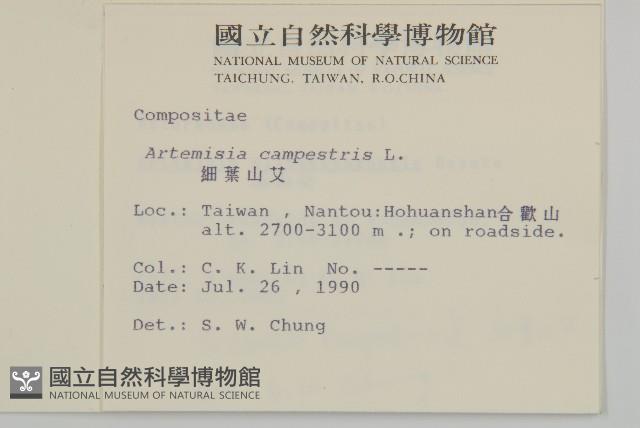 國立自然科學博物館
NATIONAL MUSEUM OF NATURAL SCIENCE
TAICHUNG, TAIWAN, R.O.CHINA
Compositae
Artemisia campestris L.
細葉山艾
Loc.: Taiwan , Nantou:Hohuanshan合歡山
alt. 2700-3100 m .; on roadside.
Col.: C. K. Lin No. -----
Date: Jul. 26 , 1990
Det.: S. W. Chung
國立自然科學博物館
NATIONAL MUSEUM OF NATURAL SCIENCE